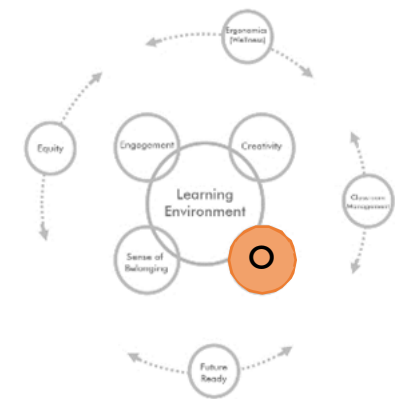 Ergonomics
(Wellness)
Engagement
Creativity
Equity
Learning
Environment
Classroom
Management
Sense of
Belonging
Future
Ready